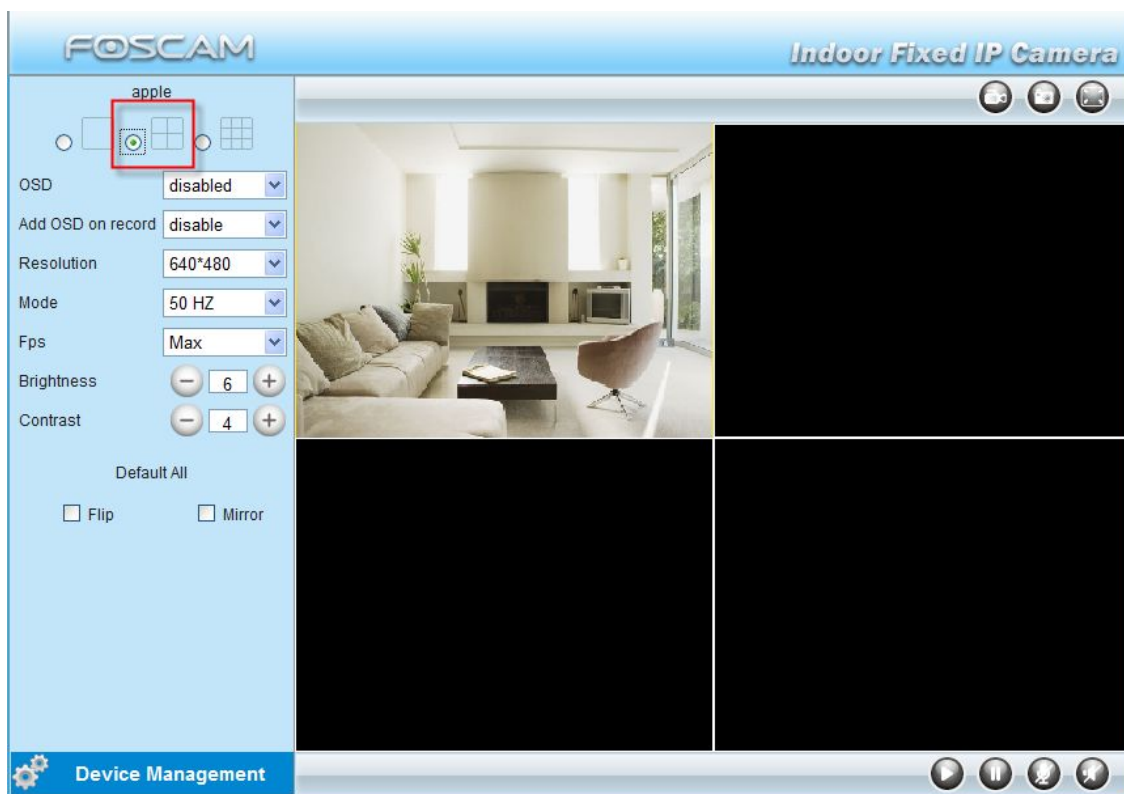 FOSCAM
Indoor Fixed IP Camera
apple
OSD disabled
Add OSD on record disable
Resolution 640*480
Mode 50 HZ
Fps Max
Brightness 6
Contrast 4
Default All
Flip Mirror
Device Management